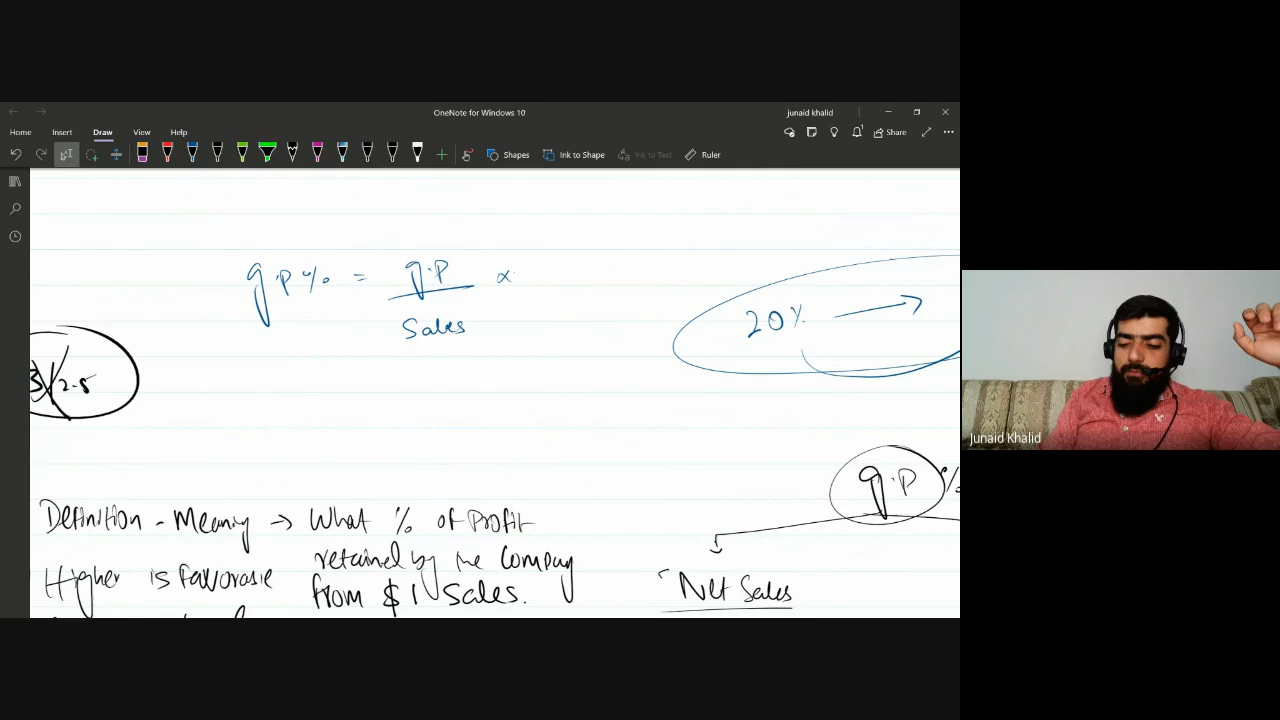 OneNote for Windows 10
junaid khalid
Home Insert Draw View Help
Share
Shapes Ink to Shape Ink to Text Ruler
g.P % = g.P
Sales
20%
3 2.5
g.P %
Definition - Meaning → What % of Profit
retained by the Company
from $1 Sales.
Higher is favorasie
Net Sales
Junaid Khalid